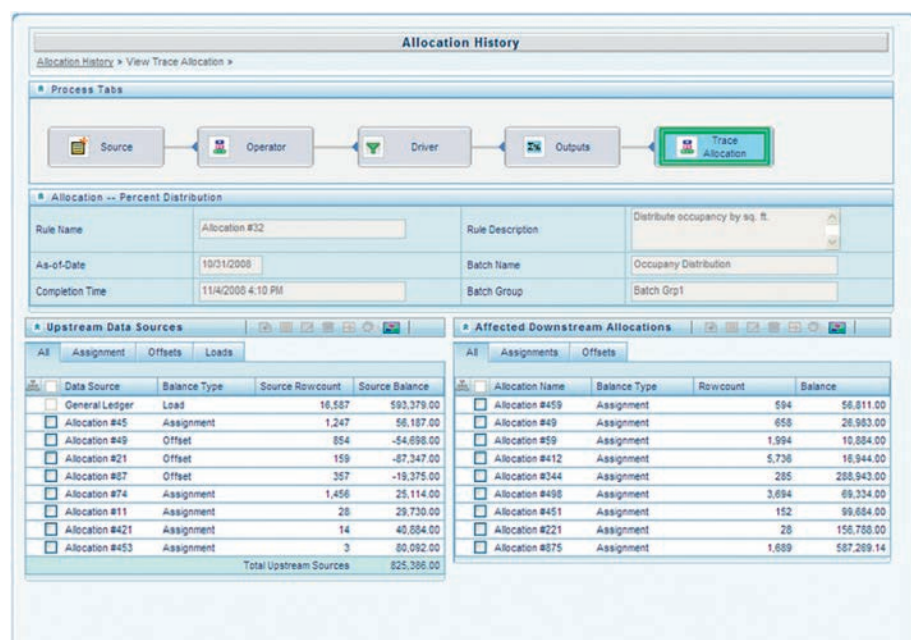 Allocation History
Allocation History > View Trace Allocation >
Process Tabs
Source
Operator
Driver
Outputs
Trace Allocation
Allocation -- Percent Distribution
Rule Name Allocation #32 Rule Description Distribute occupancy by sq. ft.
As-of-Date 10/31/2008 Batch Name Occupany Distribution
Completion Time 11/4/2008 4:10 PM Batch Group Batch Grp1
Upstream Data Sources
All Assignment Offsets Loads
Data Source Balance Type Source Rowcount Source Balance
General Ledger Load 16,587 593,379.00
Allocation #45 Assignment 1,247 56,187.00
Allocation #49 Offset 854 -54,698.00
Allocation #21 Offset 159 -87,347.00
Allocation #87 Offset 357 -19,375.00
Allocation #74 Assignment 1,456 25,114.00
Allocation #11 Assignment 28 29,730.00
Allocation #421 Assignment 14 40,884.00
Allocation #453 Assignment 3 80,092.00
Total Upstream Sources 825,386.00
Affected Downstream Allocations
All Assignments Offsets
Allocation Name Balance Type Rowcount Balance
Allocation #459 Assignment 594 56,811.00
Allocation #49 Assignment 658 26,983.00
Allocation #59 Assignment 1,994 10,884.00
Allocation #412 Assignment 5,736 16,944.00
Allocation #344 Assignment 285 288,943.00
Allocation #498 Assignment 3,694 69,334.00
Allocation #451 Assignment 152 99,684.00
Allocation #221 Assignment 28 156,788.00
Allocation #875 Assignment 1,689 587,269.14